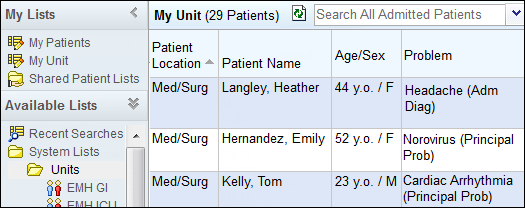 My Lists
My Patients
My Unit
Shared Patient Lists
Available Lists
Recent Searches
System Lists
Units
EMH GI
EMH ICU
My Unit (29 Patients)
Search All Admitted Patients
Patient Location Patient Name Age/Sex Problem
Med/Surg Langley, Heather 44 y.o. / F Headache (Adm
Diag)
Med/Surg Hernandez, Emily 52 y.o. / F Norovirus (Principal
Prob)
Med/Surg Kelly, Tom 23 y.o. / M Cardiac Arrhythmia
(Principal Prob)